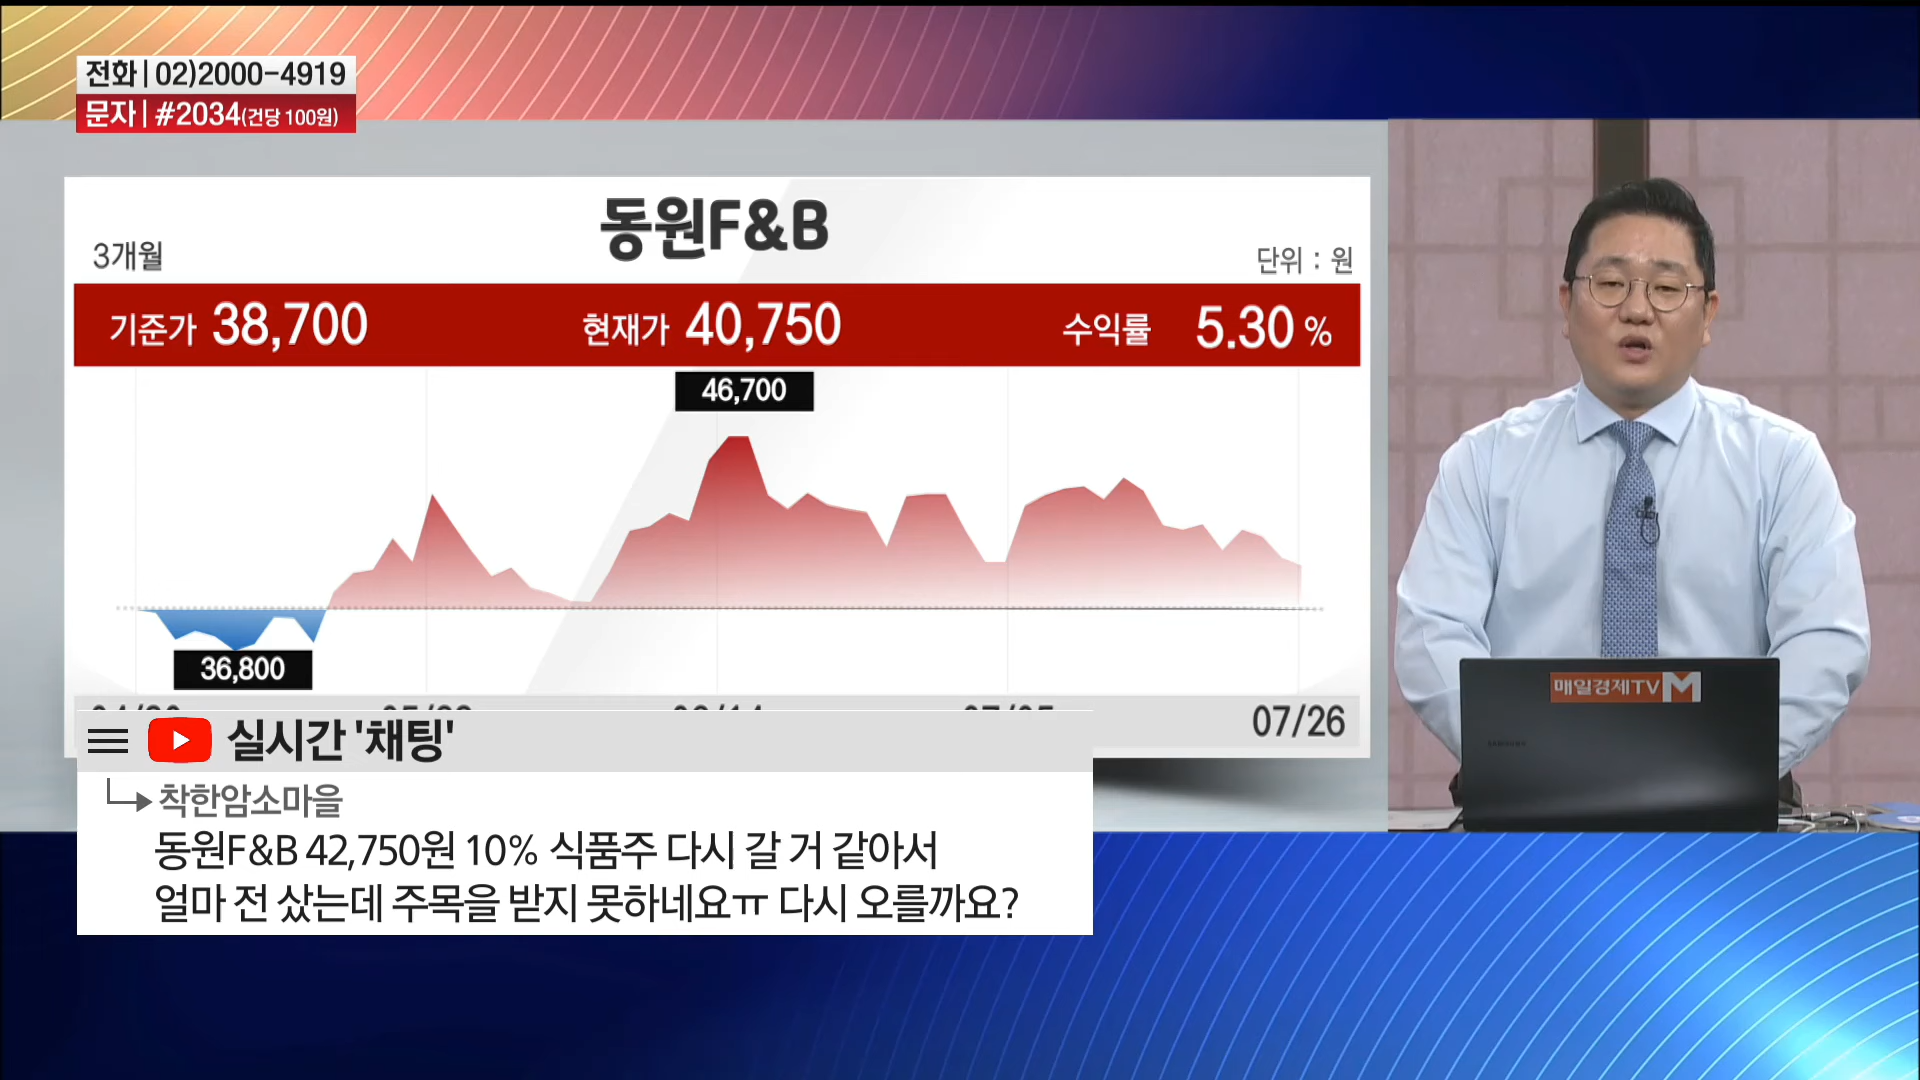 전화 | 02)2000-4919
문자 | #2034(건당 100원)
동원F&B
3개월
단위 : 원
기준가 38,700
현재가 40,750
수익률 5.30 %
46,700
36,800
07/26
실시간 '채팅'
착한암소마을
동원F&B 42,750원 10% 식품주 다시 갈 거 같아서
얼마 전 샀는데 주목을 받지 못하네요ㅠ 다시 오를까요?
매일경제TV M
SAMSUNG